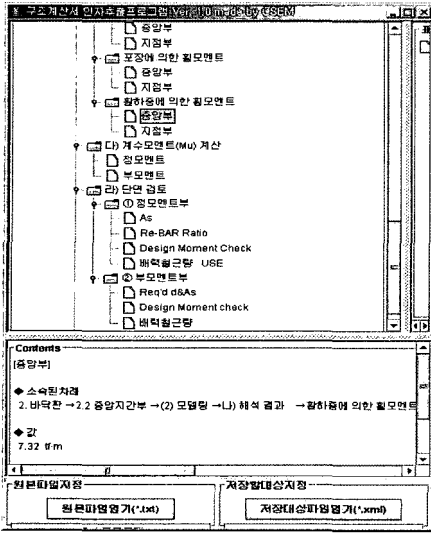 구조계산서 인자추출프로그램 Ver 1.0 made by CSEM
중앙부
지점부
포장에 의한 휨모멘트
중앙부
지점부
활하중에 의한 휨모멘트
중앙부
지점부
다) 계수모멘트(Mu) 계산
정모멘트
부모멘트
라) 단면 검토
① 정모멘트부
As
Re-BAR Ratio
Design Moment Check
배력철근량 USE
② 부모멘트부
Req'd d&As
Design Moment check
배력철근량
Contents
[중앙부]
◆ 소속된차례
2. 바닥판 →2.2 중앙지간부 →(2) 모델링 →나) 해석 결과 →활하중에 의한 휨모멘트
◆ 값
7.32 tf·m
원문파일지정
저장할대상지정
원문파일열기(*.txt)
저장대상파일열기(*.xml)